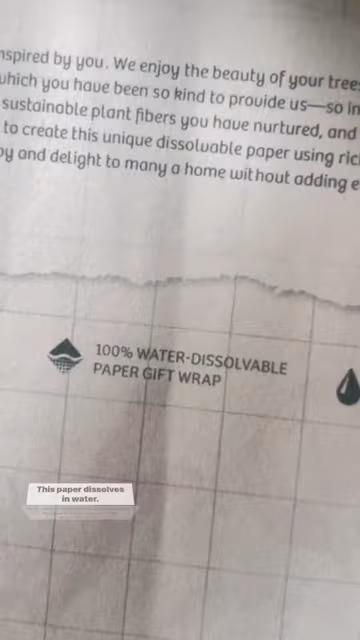 nspired by you. We enjoy the beauty of your trees
which you have been so kind to provide us—so in
sustainable plant fibers you have nurtured, and
to create this unique dissolvable paper using ric
oy and delight to many a home without adding e
100% WATER-DISSOLVABLE
PAPER GIFT WRAP
This paper dissolves
in water.